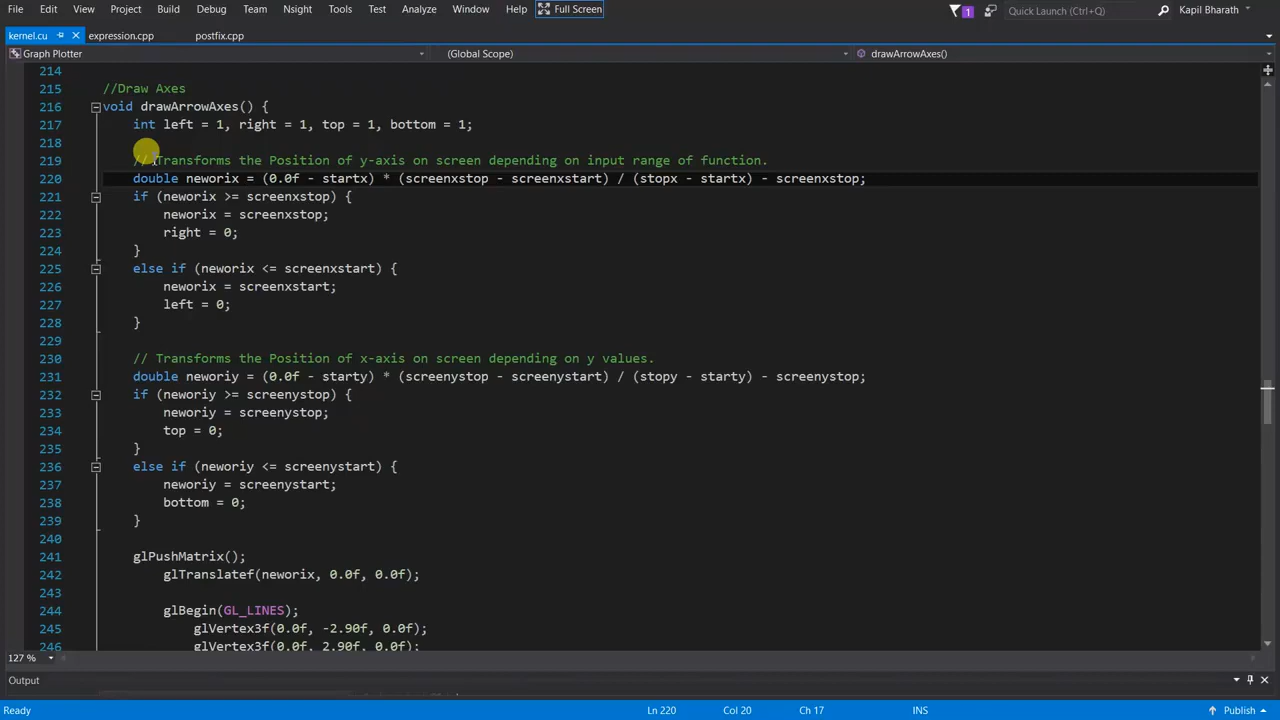 File Edit View Project Build Debug Team Nsight Tools Test Analyze Window Help Full Screen 1 Quick Launch (Ctrl+Q) Kapil Bharath
kernel.cu expression.cpp postfix.cpp
Graph Plotter (Global Scope) drawArrowAxes()
214
215 //Draw Axes
216 void drawArrowAxes() {
217 int left = 1, right = 1, top = 1, bottom = 1;
218
219 // Transforms the Position of y-axis on screen depending on input range of function.
220 double neworix = (0.0f - startx) * (screenxstop - screenxstart) / (stopx - startx) - screenxstop;
221 if (neworix >= screenxstop) {
222 neworix = screenxstop;
223 right = 0;
224 }
225 else if (neworix <= screenxstart) {
226 neworix = screenxstart;
227 left = 0;
228 }
229
230 // Transforms the Position of x-axis on screen depending on y values.
231 double neworiy = (0.0f - starty) * (screenystop - screenystart) / (stopy - starty) - screenystop;
232 if (neworiy >= screenystop) {
233 neworiy = screenystop;
234 top = 0;
235 }
236 else if (neworiy <= screenystart) {
237 neworiy = screenystart;
238 bottom = 0;
239 }
240
241 glPushMatrix();
242 glTranslatef(neworix, 0.0f, 0.0f);
243
244 glBegin(GL_LINES);
245 glVertex3f(0.0f, -2.90f, 0.0f);
246 glVertex3f(0.0f, 2.90f, 0.0f);
127 %
Output
Ready Ln 220 Col 20 Ch 17 INS Publish